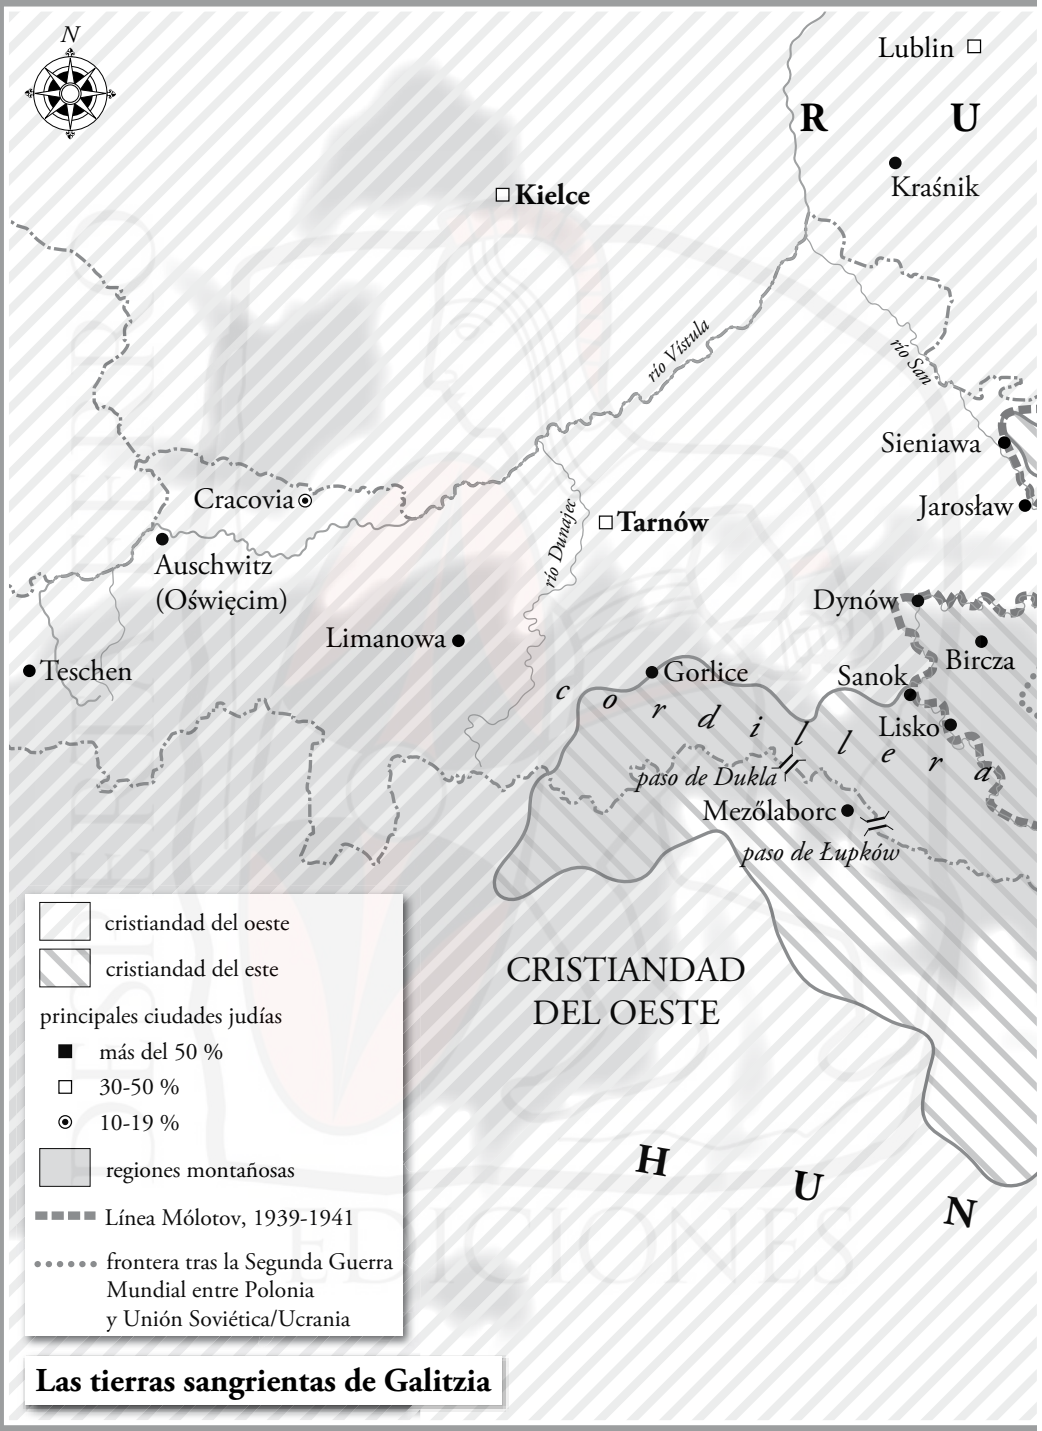 N
Lublin
R U
Kraśnik
Kielce
río Vístula
río San
Sieniawa
Cracovia
Jarosław
Tarnów
río Dunajec
Auschwitz
(Oświęcim)
Dynów
Limanowa
Bircza
Teschen
Gorlice
Sanok
cordillera
Lisko
paso de Dukla
Mezőlaborc
paso de Łupków
cristiandad del oeste
cristiandad del este
principales ciudades judías
más del 50 %
30-50 %
10-19 %
regiones montañosas
Línea Mólotov, 1939-1941
frontera tras la Segunda Guerra
Mundial entre Polonia
y Unión Soviética/Ucrania
CRISTIANDAD
DEL OESTE
H U N
EDICIONES
Las tierras sangrientas de Galitzia